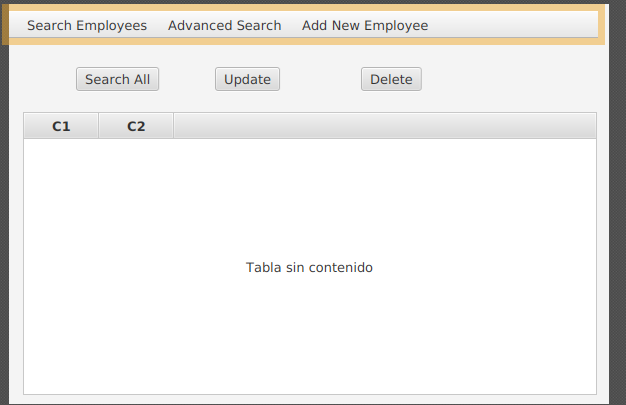 Search Employees Advanced Search Add New Employee
Search All Update Delete
C1 C2
Tabla sin contenido